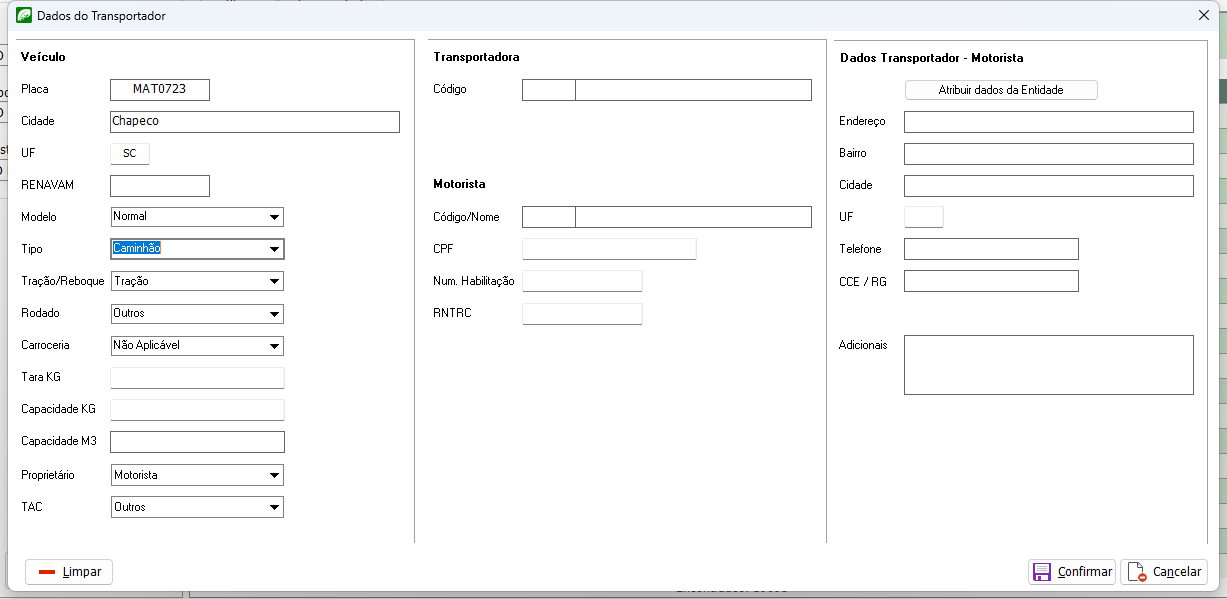 Dados do Transportador
Veículo
Placa MAT0723
Cidade Chapeco
UF SC
RENAVAM
Modelo Normal
Tipo Caminhão
Tração/Reboque Tração
Rodado Outros
Carroceria Não Aplicável
Tara KG
Capacidade KG
Capacidade M3
Proprietário Motorista
TAC Outros
Transportadora
Código
Motorista
Código/Nome
CPF
Num. Habilitação
RNTRC
Dados Transportador - Motorista
Atribuir dados da Entidade
Endereço
Bairro
Cidade
UF
Telefone
CCE / RG
Adicionais
Limpar
Confirmar
Cancelar